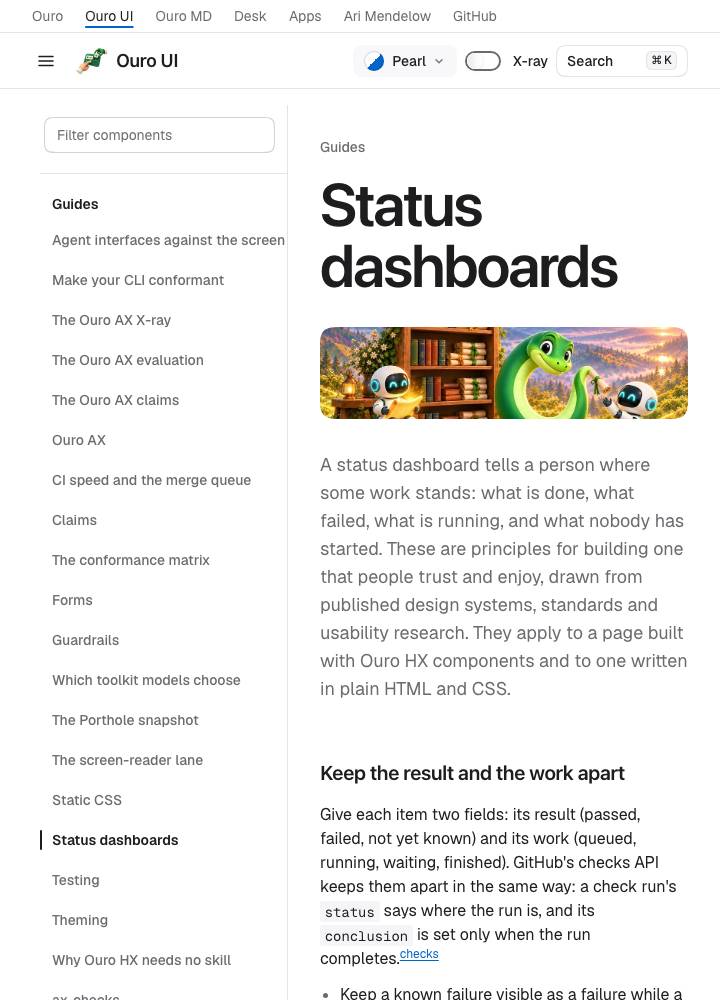 Ouro Ouro UI Ouro MD Desk Apps Ari Mendelow GitHub
Ouro UI Pearl X-ray Search ⌘ K
Filter components
Guides
Agent interfaces against the screen
Make your CLI conformant
The Ouro AX X-ray
The Ouro AX evaluation
The Ouro AX claims
Ouro AX
CI speed and the merge queue
Claims
The conformance matrix
Forms
Guardrails
Which toolkit models choose
The Porthole snapshot
The screen-reader lane
Static CSS
Status dashboards
Testing
Theming
Why Ouro HX needs no skill
ax-checks
Guides
Status
dashboards
A status dashboard tells a person where
some work stands: what is done, what
failed, what is running, and what nobody has
started. These are principles for building one
that people trust and enjoy, drawn from
published design systems, standards and
usability research. They apply to a page built
with Ouro HX components and to one written
in plain HTML and CSS.
Keep the result and the work apart
Give each item two fields: its result (passed,
failed, not yet known) and its work (queued,
running, waiting, finished). GitHub's checks API
keeps them apart in the same way: a check run's
status says where the run is, and its
conclusion is set only when the run
completes.checks
• Keep a known failure visible as a failure while a